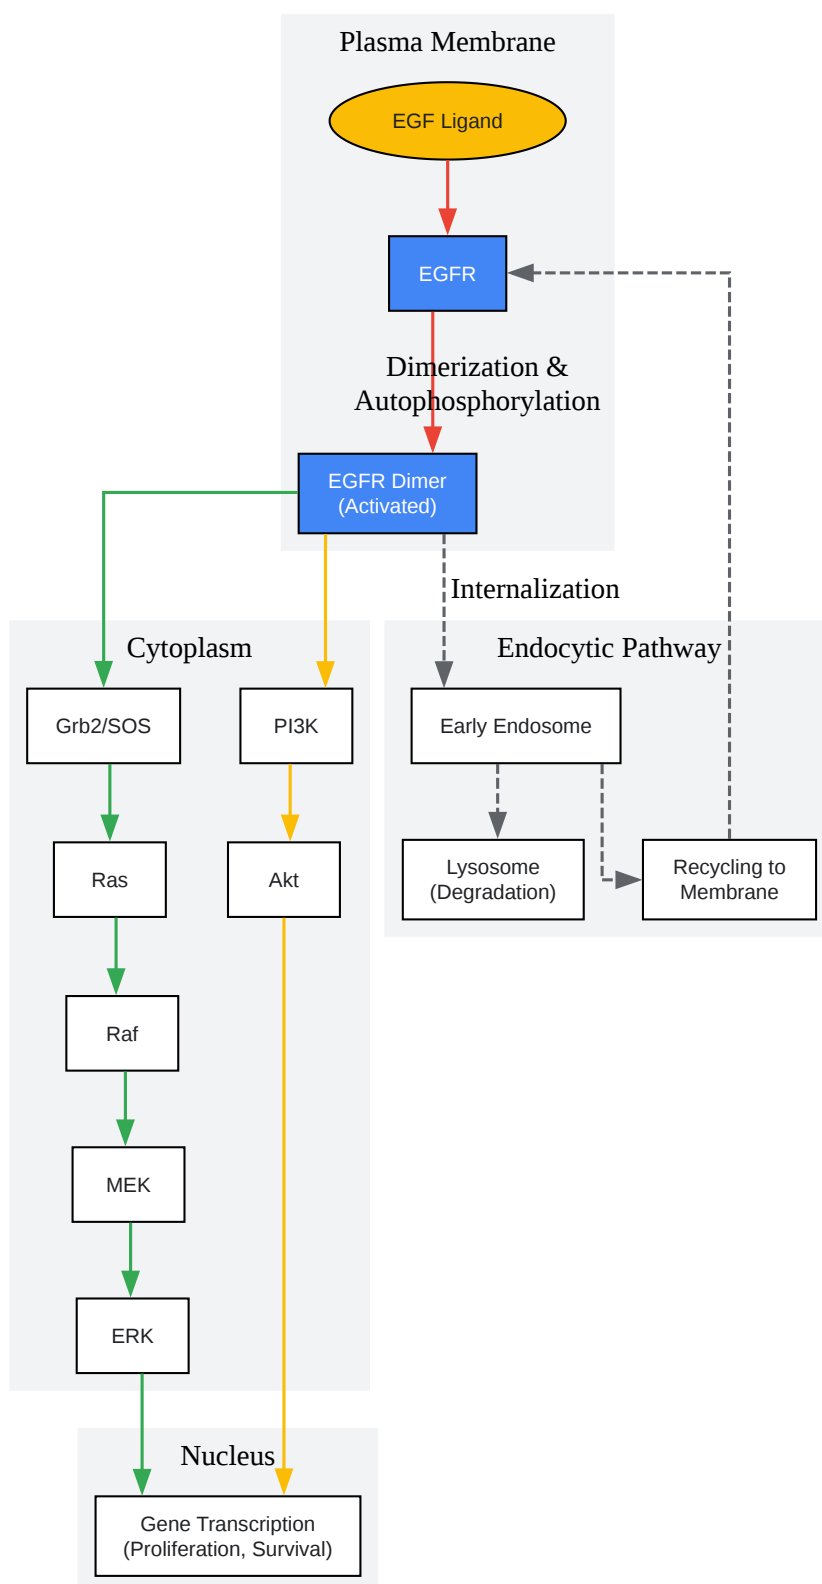 Plasma Membrane
EGF Ligand
EGFR
Dimerization &
Autophosphorylation
EGFR Dimer
(Activated)
Internalization
Cytoplasm
Endocytic Pathway
Grb2/SOS
PI3K
Early Endosome
Ras
Akt
Lysosome
(Degradation)
Recycling to
Membrane
Raf
MEK
ERK
Nucleus
Gene Transcription
(Proliferation, Survival)